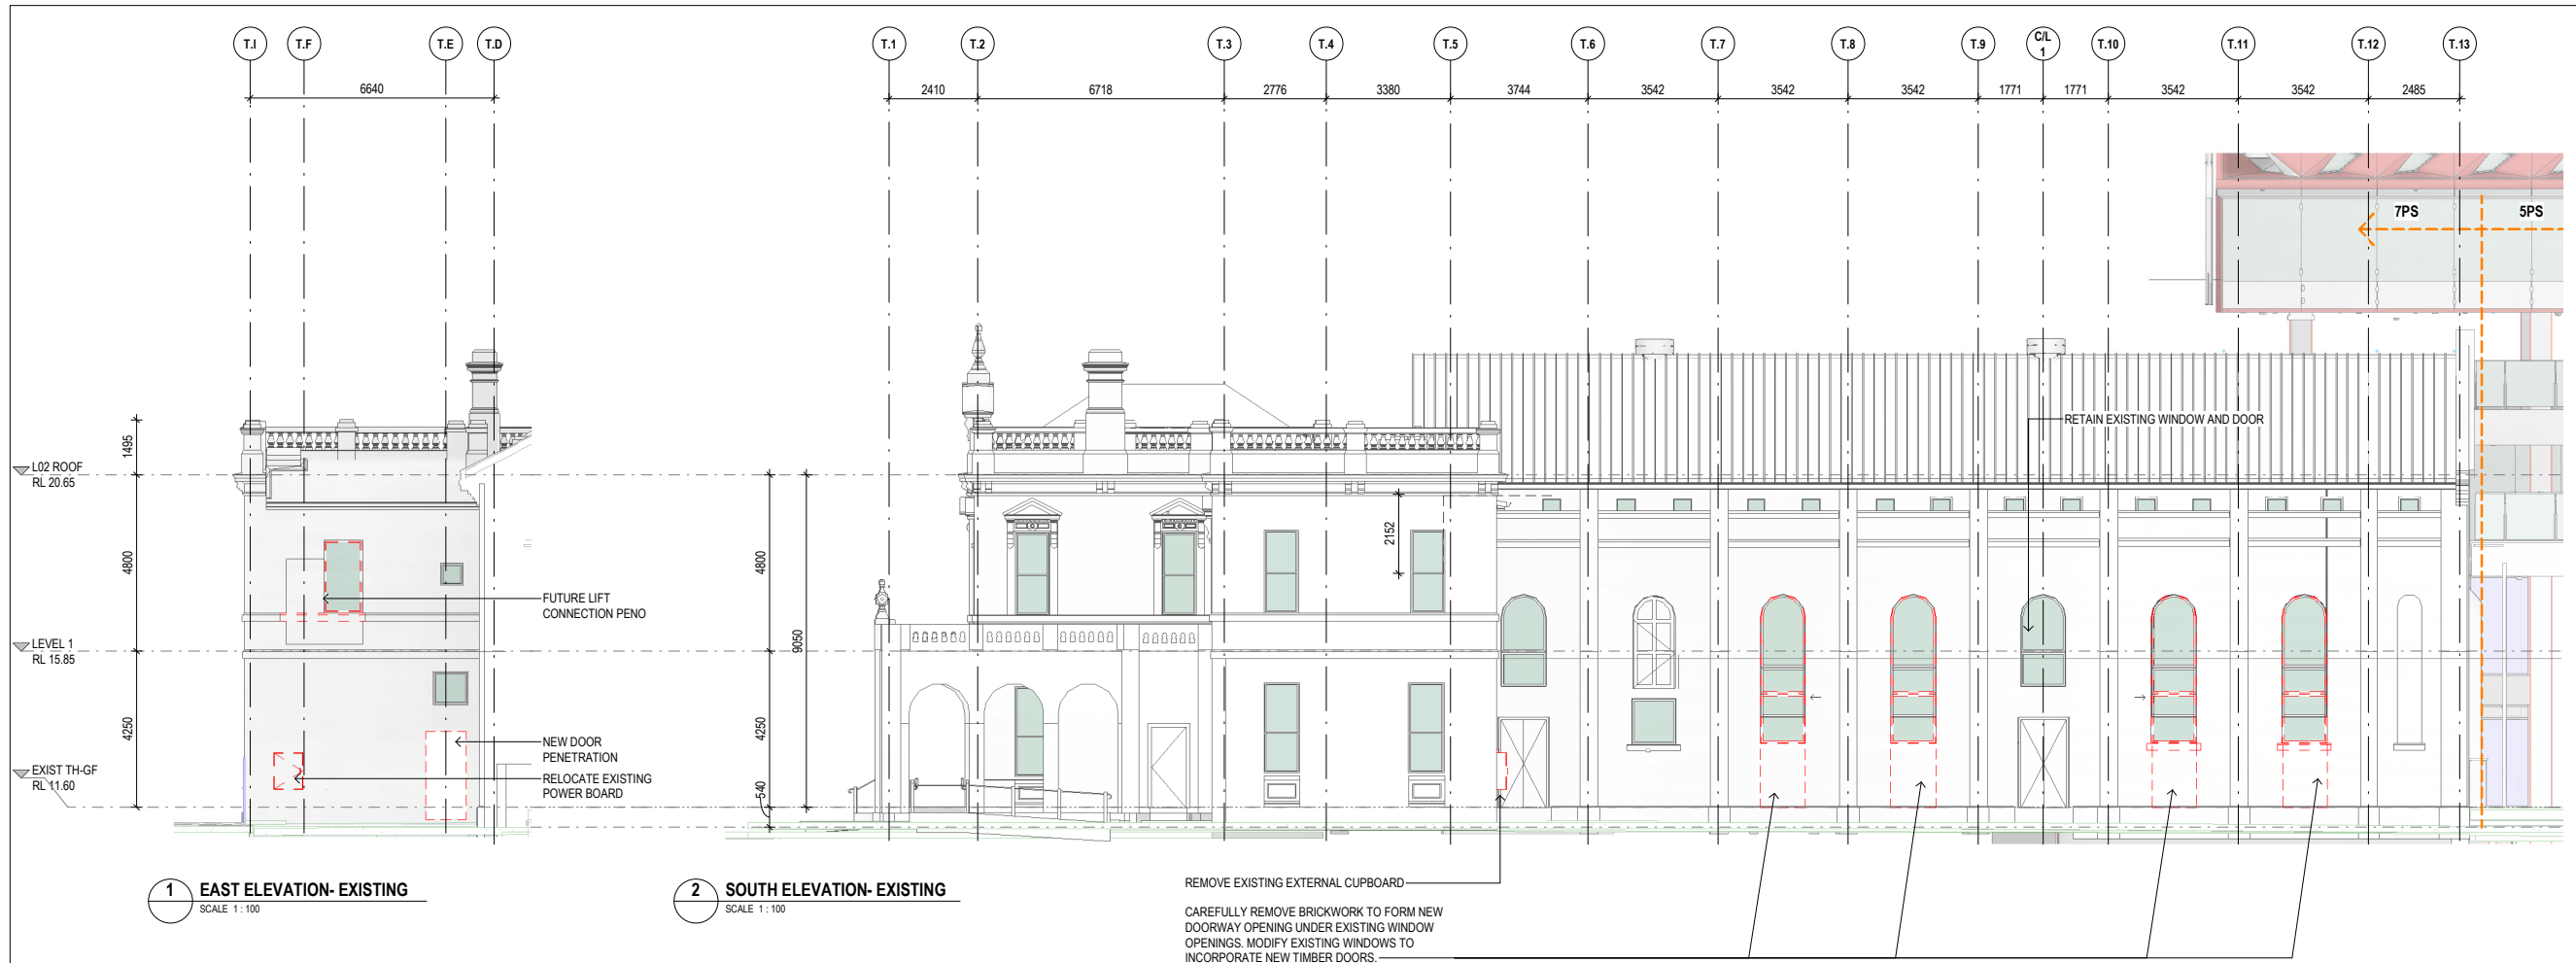 T.I T.F T.E T.D T.1 T.2 T.3 T.4 T.5 T.6 T.7 T.8 T.9 C/L 1 T.10 T.11 T.12 T.13
6640 2410 6718 2776 3380 3744 3542 3542 3542 1771 1771 3542 3542 2485
7PS 5PS
RETAIN EXISTING WINDOW AND DOOR
1495
L02 ROOF
RL 20.65
4800
4800
2152
FUTURE LIFT
CONNECTION PENO
9050
LEVEL 1
RL 15.85
4250
4250
NEW DOOR
PENETRATION
EXIST TH-GF
RL 11.60
RELOCATE EXISTING
POWER BOARD
540
1 EAST ELEVATION- EXISTING
SCALE 1 : 100
2 SOUTH ELEVATION- EXISTING
SCALE 1 : 100
REMOVE EXISTING EXTERNAL CUPBOARD
CAREFULLY REMOVE BRICKWORK TO FORM NEW
DOORWAY OPENING UNDER EXISTING WINDOW
OPENINGS. MODIFY EXISTING WINDOWS TO
INCORPORATE NEW TIMBER DOORS.